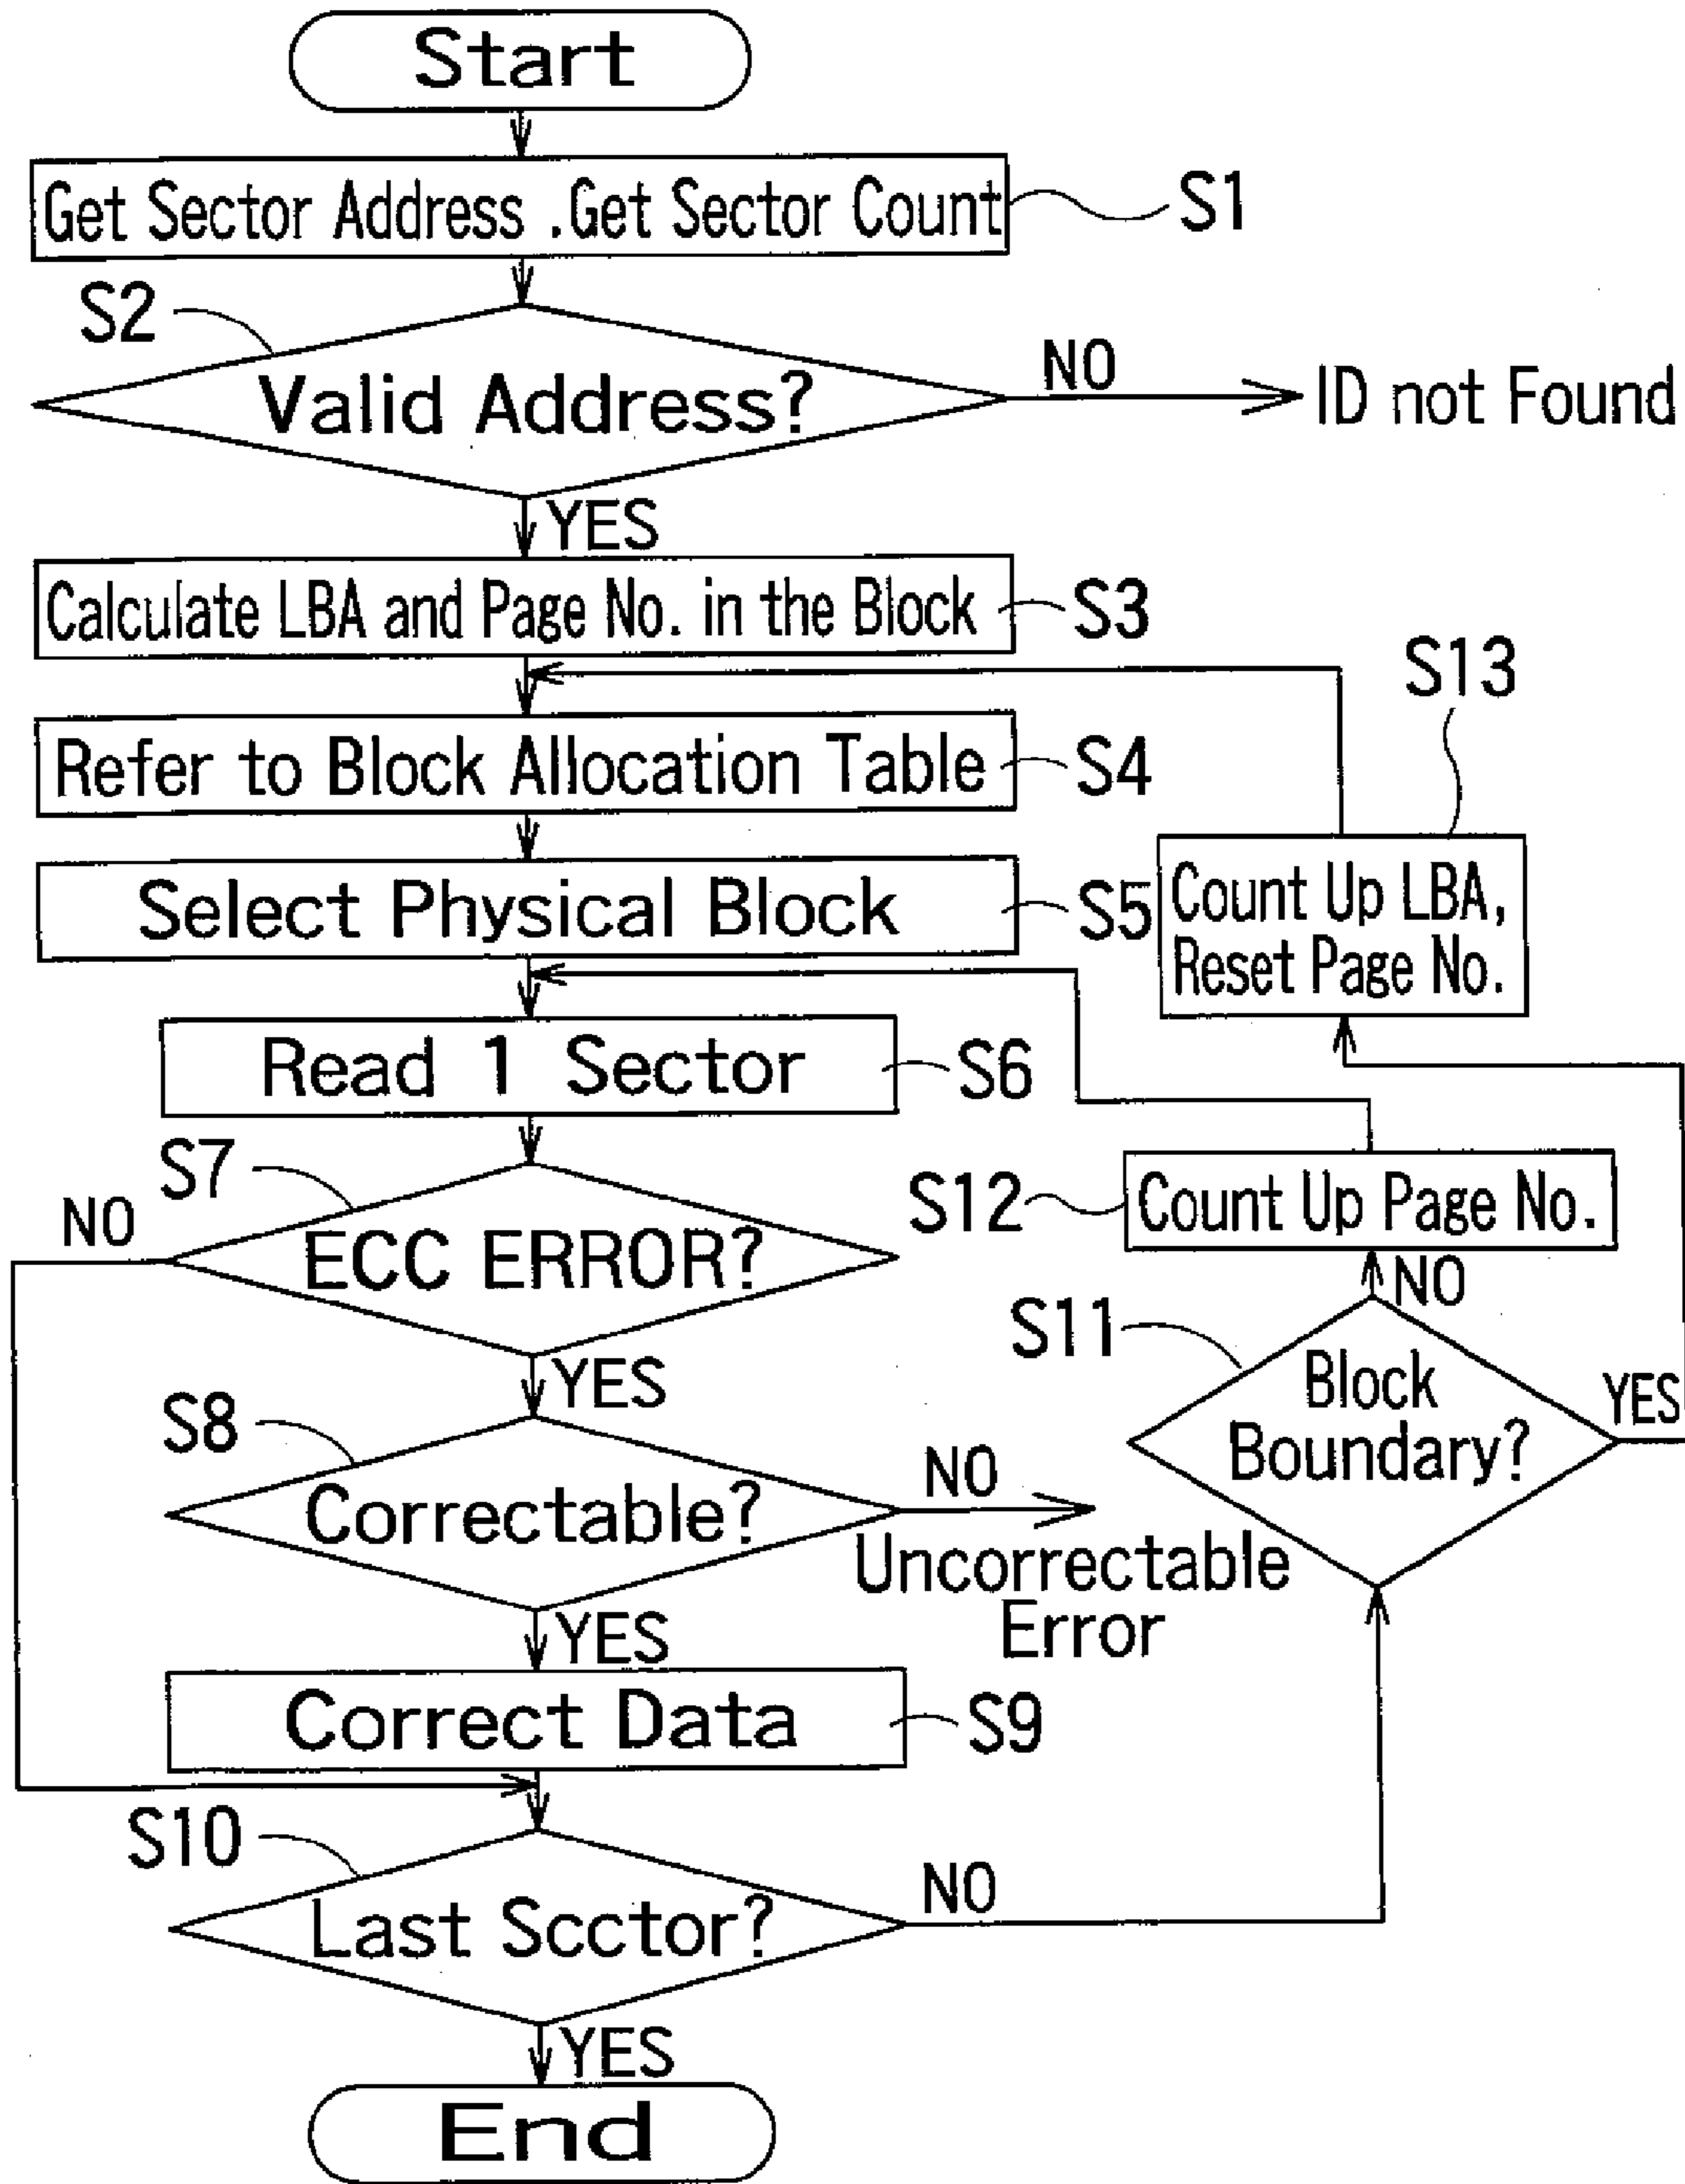 Start
Get Sector Address .Get Sector Count
S1
S2
Valid Address?
NO
ID not Found
YES
Calculate LBA and Page No. in the Block
S3
S13
Refer to Block Allocation Table
S4
Select Physical Block
S5
Count Up LBA,
Reset Page No.
Read 1 Sector
S6
S7
NO
ECC ERROR?
S12
Count Up Page No.
NO
S11
Block
Boundary?
YES
YES
S8
Correctable?
NO
Uncorrectable
Error
YES
Correct Data
S9
S10
Last Scctor?
NO
YES
End